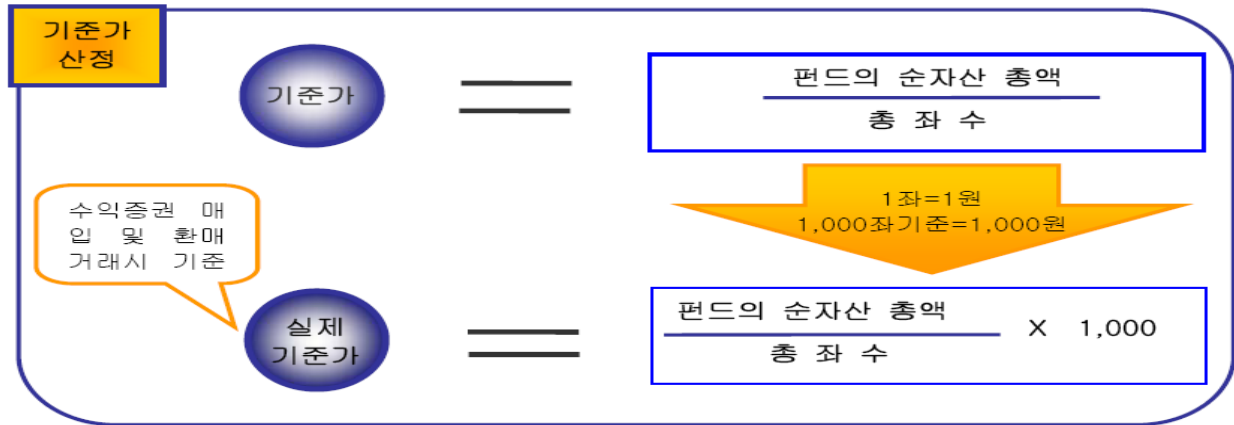 기준가
산정
기준가
펀드의 순자산 총액
총 좌 수
1좌=1원
1,000좌기준=1,000원
수익증권 매
입 및 환매
거래시 기준
실제
기준가
펀드의 순자산 총액
총 좌 수
X 1,000